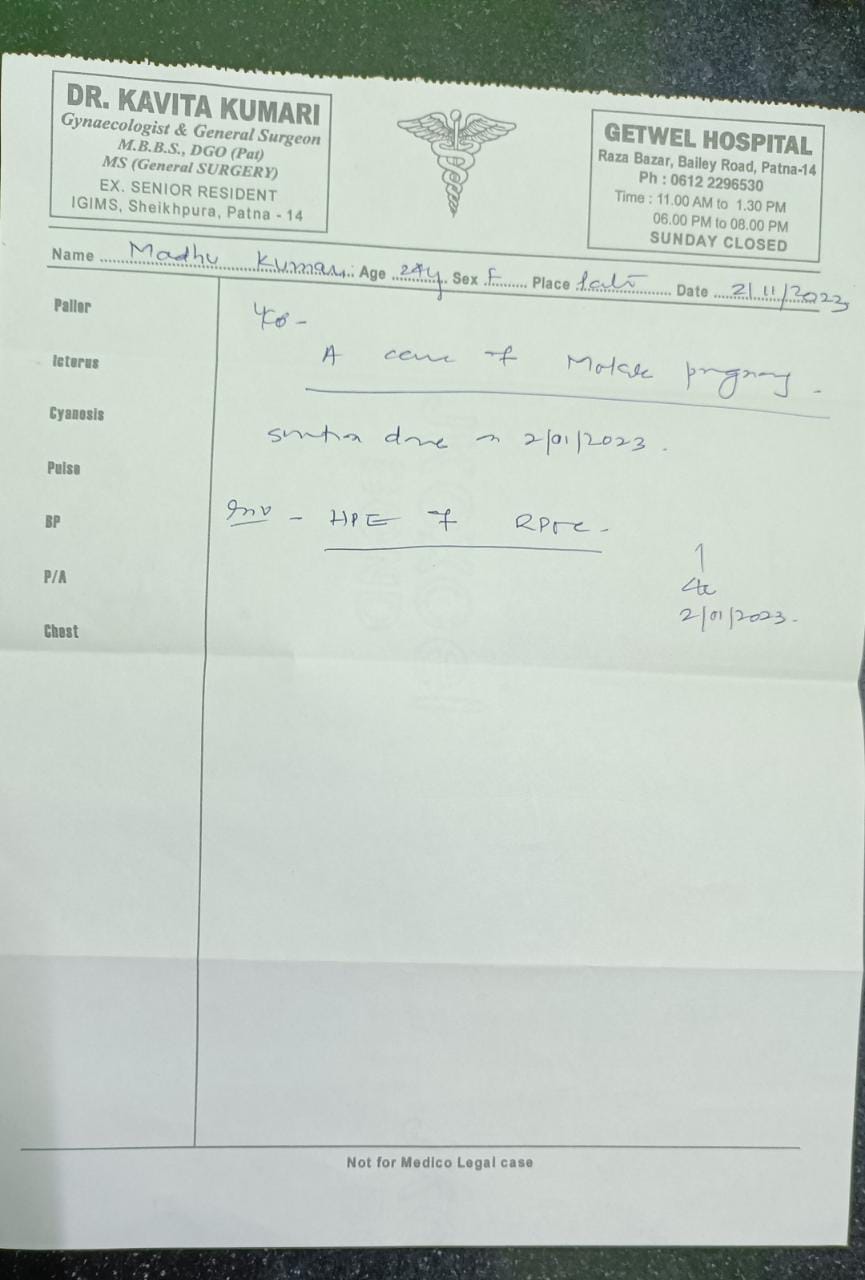 DR. KAVITA KUMARI
Gynaecologist & General Surgeon
M.B.B.S., DGO (Pat)
MS (General SURGERY)
EX. SENIOR RESIDENT
IGIMS, Sheikhpura, Patna - 14
GETWEL HOSPITAL
Raza Bazar, Bailey Road, Patna-14
Ph : 0612 2296530
Time : 11.00 AM to 1.30 PM
06.00 PM to 08.00 PM
SUNDAY CLOSED
Name Madhu Kumari Age 24y Sex F Place Date 2/11/2023
Pallor
A case of Molar pregnancy.
Icterus
Cyanosis
done on 2/01/2023.
Pulse
Inv - HPE of RPOC -
BP
P/A
2/01/2023.
Chest
Not for Medico Legal case